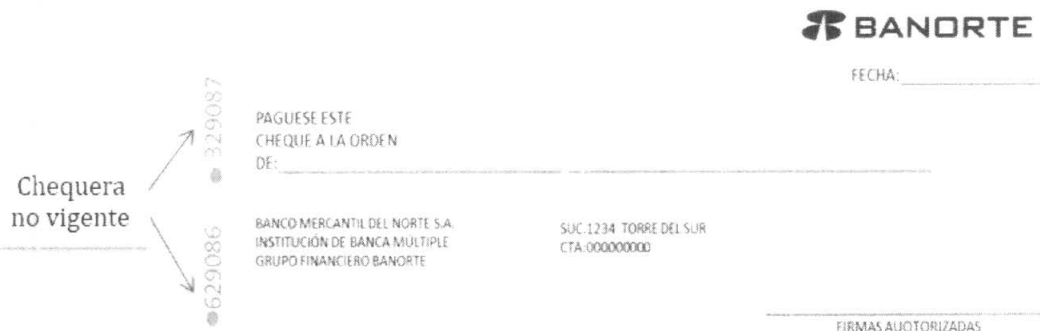 BANORTE
FECHA:
329087
PAGUESE ESTE
CHEQUE A LA ORDEN
DE:
Chequera
no vigente
629086
BANCO MERCANTIL DEL NORTE S.A.
INSTITUCIÓN DE BANCA MULTIPLE
GRUPO FINANCIERO BANORTE
SUC.1234 TORRE DEL SUR
CTA:000000000
FIRMAS AUOTORIZADAS